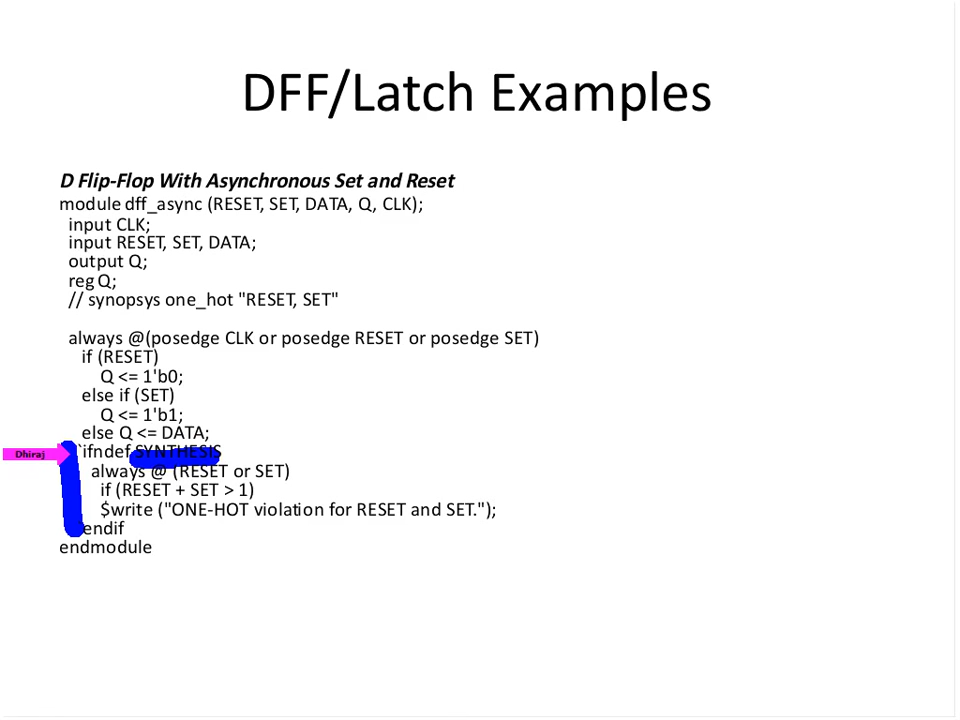 DFF/Latch Examples
D Flip-Flop With Asynchronous Set and Reset
module dff_async (RESET, SET, DATA, Q, CLK);
input CLK;
input RESET, SET, DATA;
output Q;
reg Q;
// synopsys one_hot "RESET, SET"
always @(posedge CLK or posedge RESET or posedge SET)
if (RESET)
Q <= 1'b0;
else if (SET)
Q <= 1'b1;
else Q <= DATA;
Dhiraj
`ifndef SYNTHESIS
always @ (RESET or SET)
if (RESET + SET > 1)
$write ("ONE-HOT violation for RESET and SET.");
`endif
endmodule